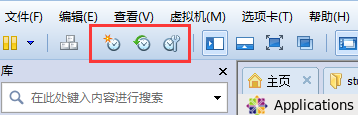 文件(F) 编辑(E) 查看(V) 虚拟机(M) 选项卡(T) 帮助(H)
库
主页 stu
在此处键入内容进行搜索
Applications